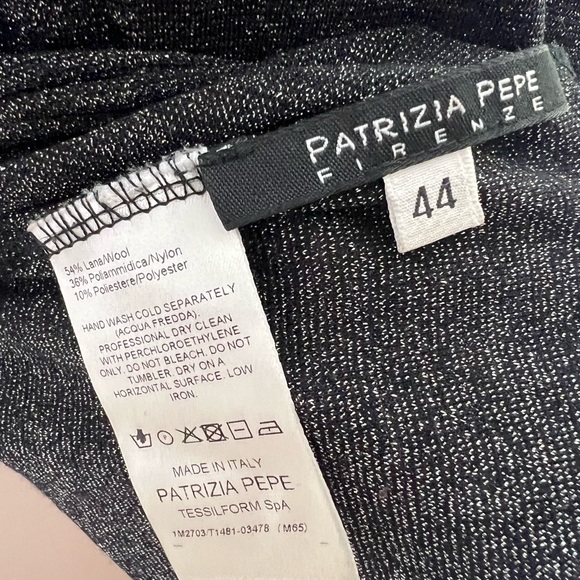 PATRIZIA PEPE
FIRENZE
44
54% Lana/Wool
36% Poliammidica/Nylon
10% Poliestere/Polyester
HAND WASH COLD SEPARATELY
(ACQUA FREDDA).
PROFESSIONAL DRY CLEAN
WITH PERCHLOROETHYLENE
ONLY. DO NOT BLEACH. DO NOT
TUMBLER. DRY ON A
HORIZONTAL SURFACE. LOW
IRON.
MADE IN ITALY
PATRIZIA PEPE
TESSILFORM SpA
1M2703/T1481-03478 (M65)